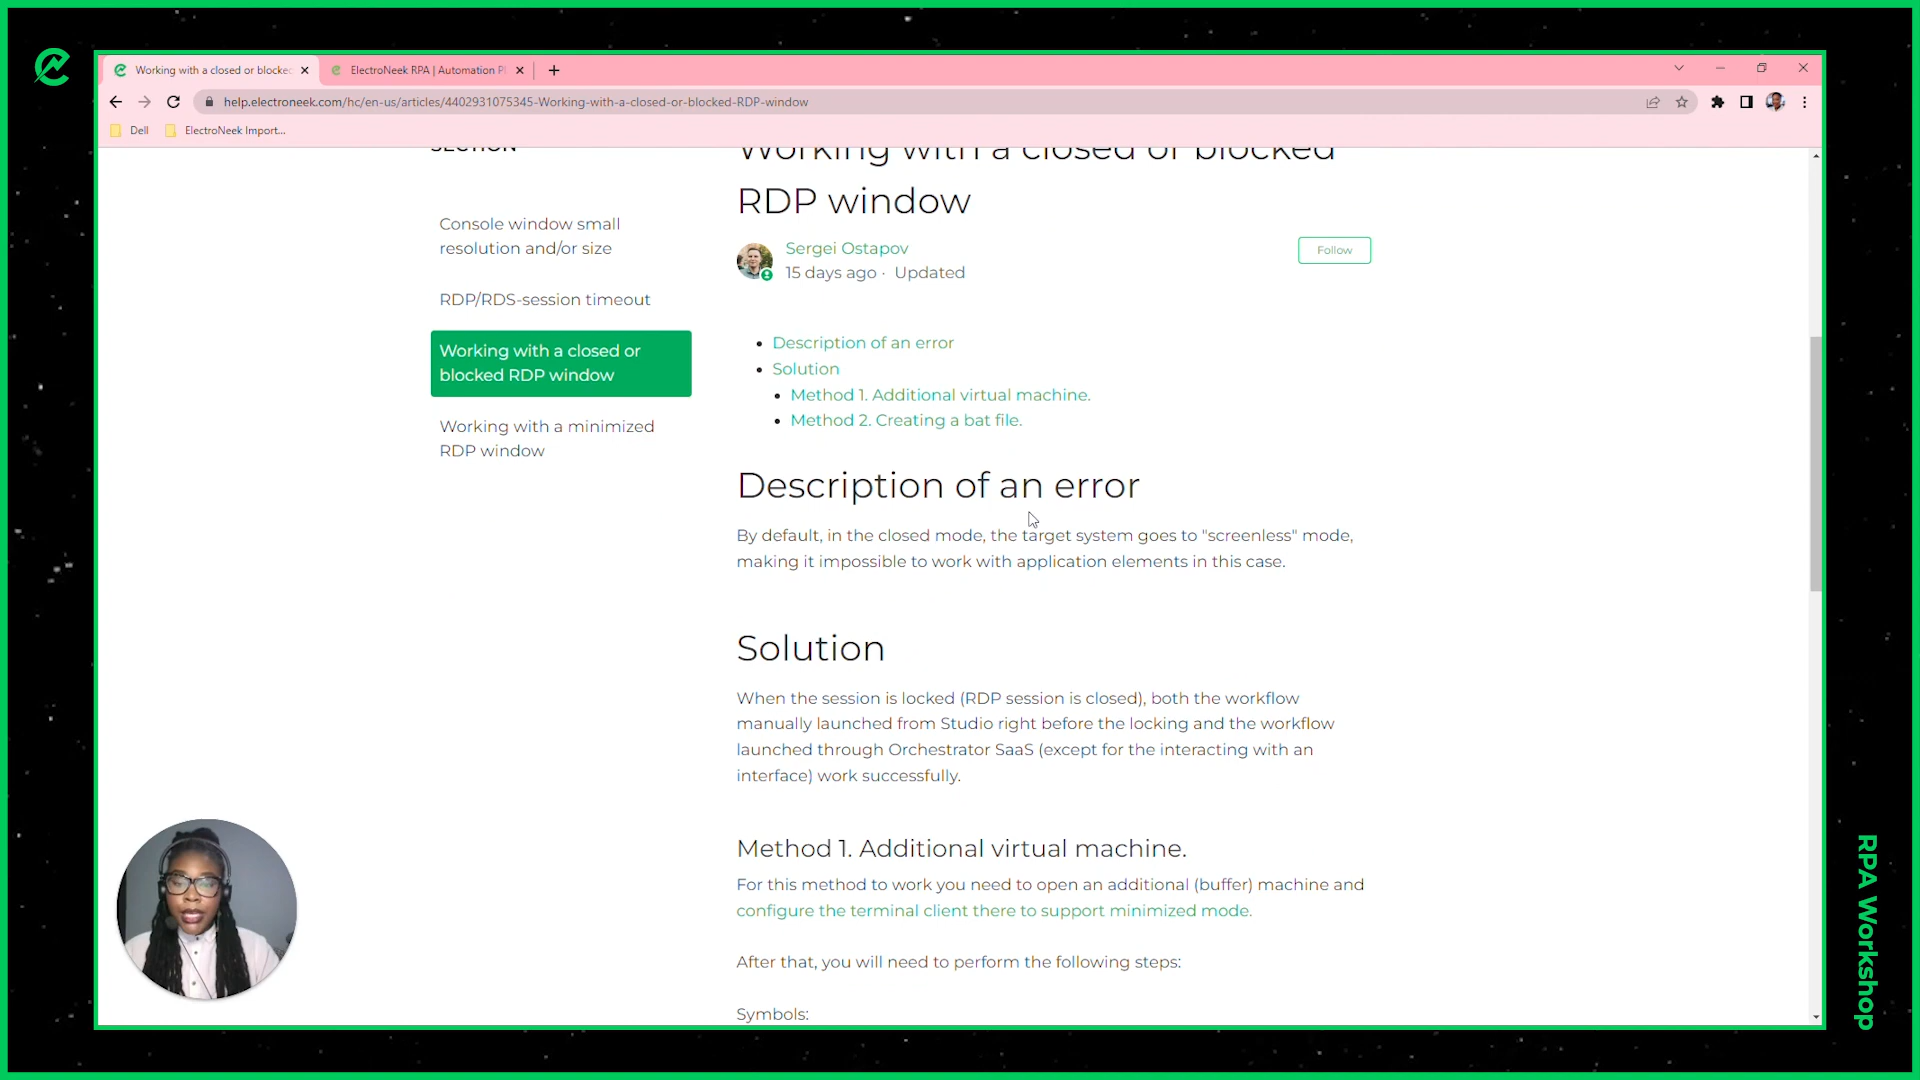 Working with a closed or blocke
ElectroNeek RPA | Automation P
help.electroneek.com/hc/en-us/articles/4402931075345-Working-with-a-closed-or-blocked-RDP-window
Dell
ElectroNeek Import...
SECTION
Console window small
resolution and/or size
RDP/RDS-session timeout
Working with a closed or
blocked RDP window
Working with a minimized
RDP window
Working with a closed or blocked
RDP window
Sergei Ostapov
15 days ago · Updated
Follow
• Description of an error
• Solution
• Method 1. Additional virtual machine.
• Method 2. Creating a bat file.
Description of an error
By default, in the closed mode, the target system goes to "screenless" mode,
making it impossible to work with application elements in this case.
Solution
When the session is locked (RDP session is closed), both the workflow
manually launched from Studio right before the locking and the workflow
launched through Orchestrator SaaS (except for the interacting with an
interface) work successfully.
Method 1. Additional virtual machine.
For this method to work you need to open an additional (buffer) machine and
configure the terminal client there to support minimized mode.
After that, you will need to perform the following steps:
Symbols:
RPA Workshop